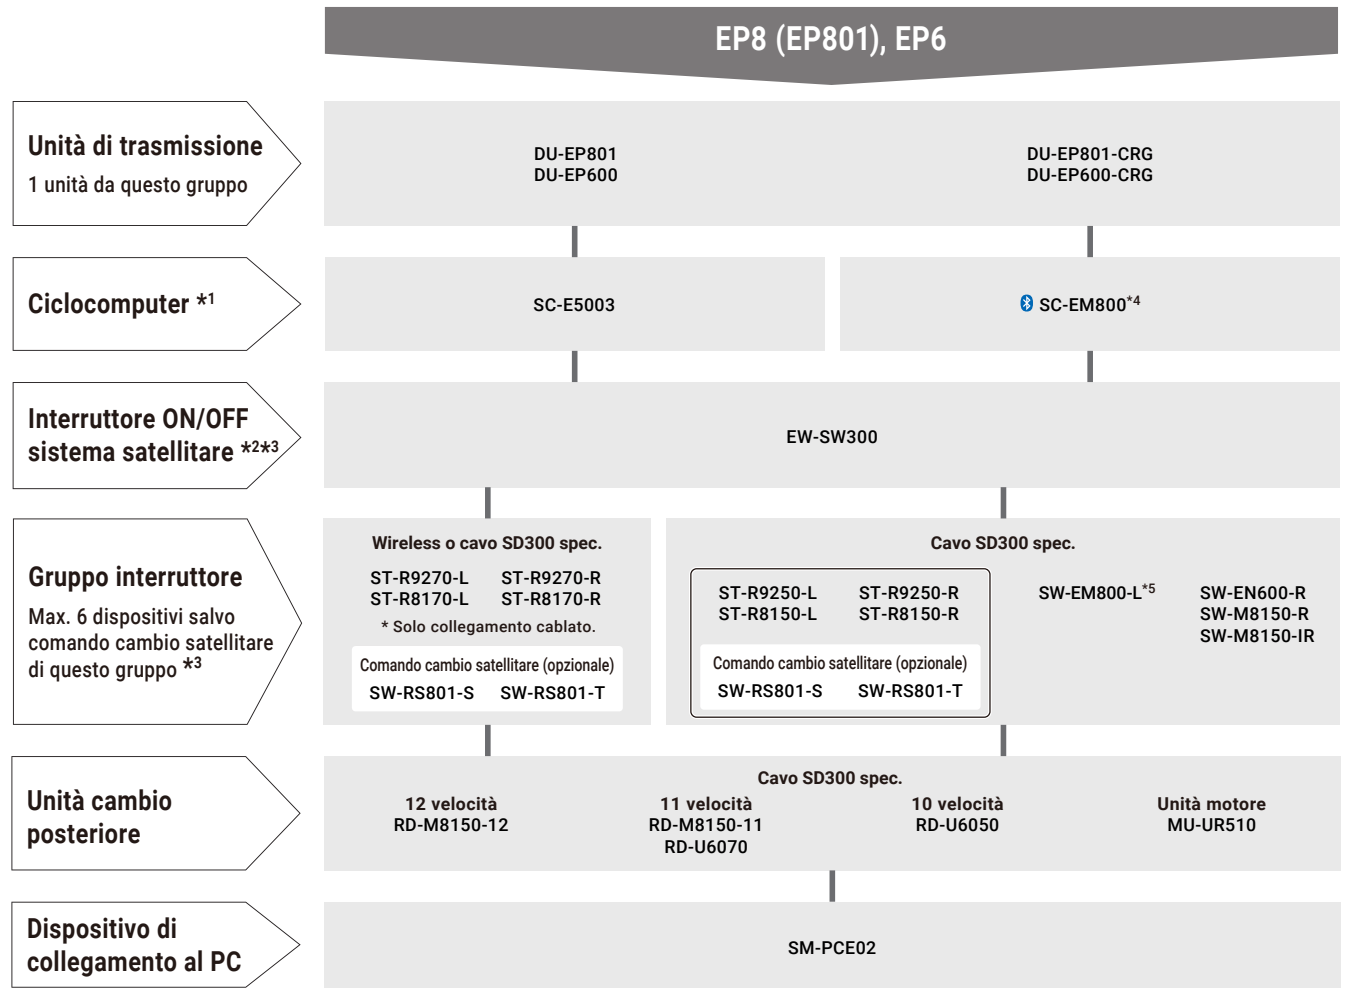 EP8 (EP801), EP6
Unità di trasmissione
1 unità da questo gruppo
DU-EP801
DU-EP600
DU-EP801-CRG
DU-EP600-CRG
Ciclocomputer *1
SC-E5003
SC-EM800*4
Interruttore ON/OFF
sistema satellitare *2*3
EW-SW300
Gruppo interruttore
Max. 6 dispositivi salvo
comando cambio satellitare
di questo gruppo *3
Wireless o cavo SD300 spec.
ST-R9270-L ST-R9270-R
ST-R8170-L ST-R8170-R
* Solo collegamento cablato.
Comando cambio satellitare (opzionale)
SW-RS801-S SW-RS801-T
Cavo SD300 spec.
ST-R9250-L ST-R9250-R
ST-R8150-L ST-R8150-R
Comando cambio satellitare (opzionale)
SW-RS801-S SW-RS801-T
SW-EM800-L*5
SW-EN600-R
SW-M8150-R
SW-M8150-IR
Unità cambio
posteriore
Cavo SD300 spec.
12 velocità
RD-M8150-12
11 velocità
RD-M8150-11
RD-U6070
10 velocità
RD-U6050
Unità motore
MU-UR510
Dispositivo di
collegamento al PC
SM-PCE02